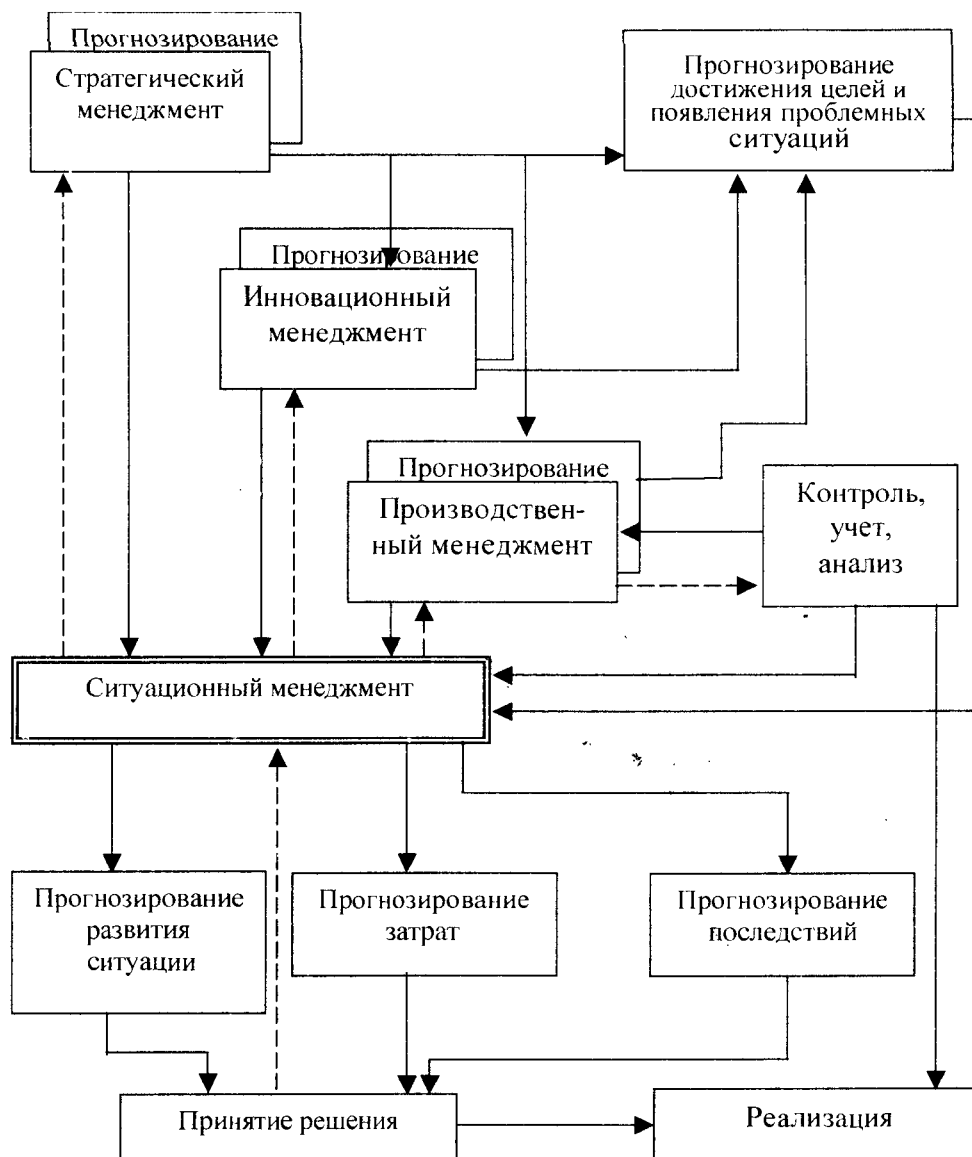 Прогнозирование
Стратегический
менеджмент
Прогнозирование
достижения целей и
появления проблемных
ситуаций
Прогнозирование
Инновационный
менеджмент
Прогнозирование
Производствен-
ный менеджмент
Контроль,
учет,
анализ
Ситуационный менеджмент
Прогнозирование
развития
ситуации
Прогнозирование
затрат
Прогнозирование
последствий
Принятие решения
Реализация